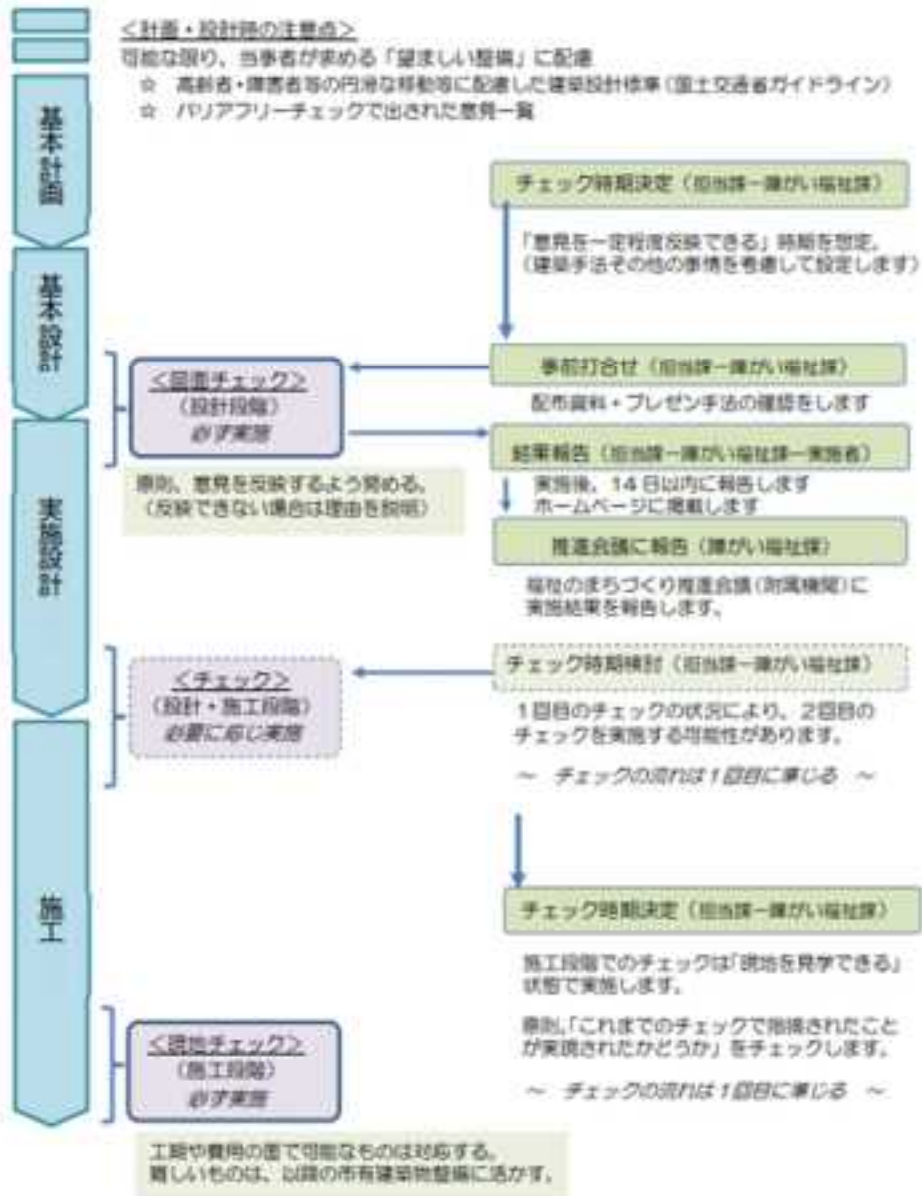 <計画・設計時の注意点>
可能な限り、当事者が求める「望ましい整備」に配慮
☆ 高齢者・障害者等の円滑な移動等に配慮した建築設計標準(国土交通省ガイドライン)
☆ バリアフリーチェックで出された意見一覧
基本計画
チェック時期決定(担当課ー障がい福祉課)
「意見を一定程度反映できる」時期を想定。
(建築手法その他の事情を考慮して設定します)
基本設計
事前打合せ(担当課ー障がい福祉課)
配布資料・プレゼン手法の確認をします
<図面チェック>
(設計段階)
必ず実施
原則、意見を反映するよう努める。
(反映できない場合は理由を説明)
結果報告(担当課ー障がい福祉課ー実施者)
実施後、14日以内に報告します
ホームページに掲載します
推進会議に報告(障がい福祉課)
福祉のまちづくり推進会議(附属機関)に
実施結果を報告します。
実施設計
チェック時期検討(担当課ー障がい福祉課)
1回目のチェックの状況により、2回目の
チェックを実施する可能性があります。
~ チェックの流れは1回目に準じる ~
<チェック>
(設計・施工段階)
必要に応じ実施
施工
チェック時期決定(担当課ー障がい福祉課)
施工段階でのチェックは「現地を見学できる」
状態で実施します。
原則、「これまでのチェックで指摘されたこと
が実現されたかどうか」をチェックします。
~ チェックの流れは1回目に準じる ~
<現地チェック>
(施工段階)
必ず実施
工期や費用の面で可能なものは対応する。
難しいものは、以降の市有建築物整備に活かす。